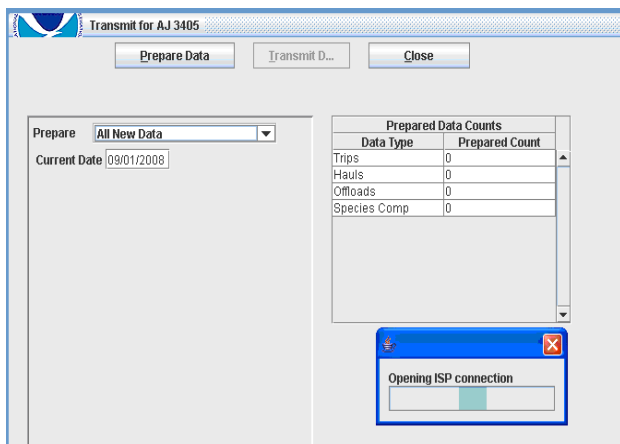 Transmit for AJ 3405
Prepare Data
Transmit D...
Close
Prepare All New Data
Current Date 09/01/2008
Prepared Data Counts
Data Type Prepared Count
Trips 0
Hauls 0
Offloads 0
Species Comp 0
Opening ISP connection